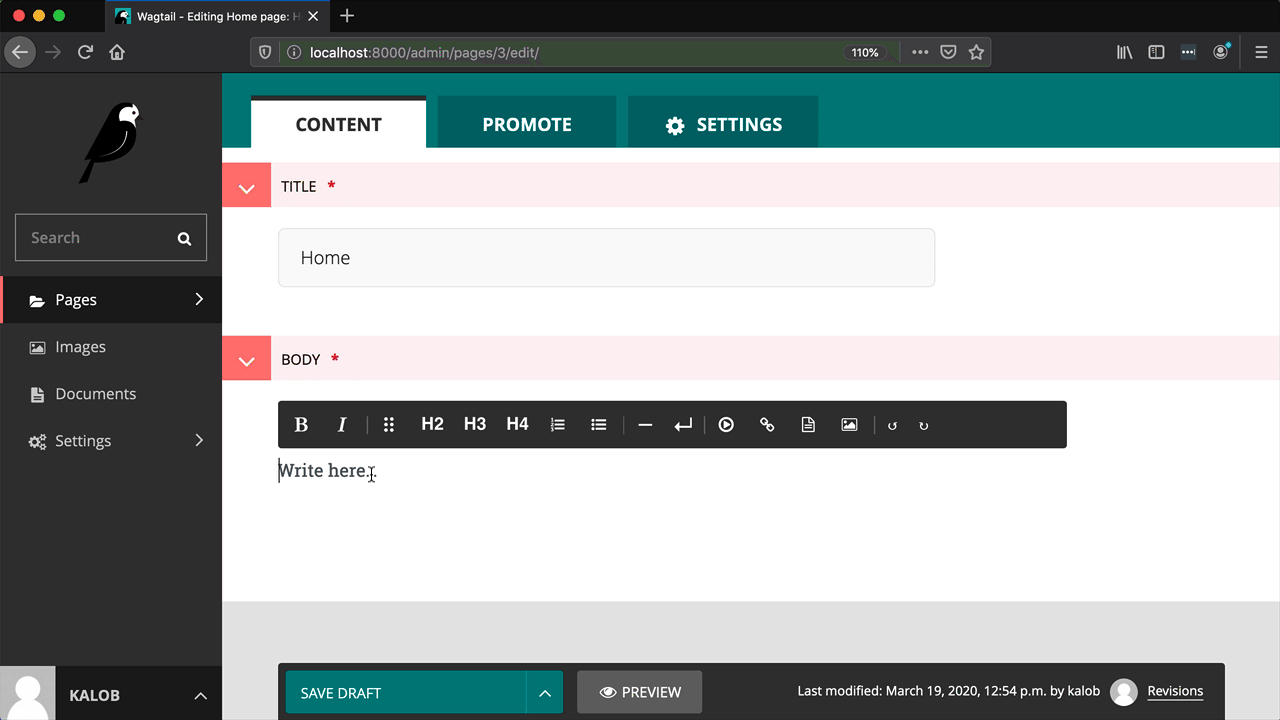 Wagtail - Editing Home page: H
localhost:8000/admin/pages/3/edit/
110%
CONTENT
PROMOTE
SETTINGS
Search
Pages
Images
Documents
Settings
KALOB
TITLE *
Home
BODY *
B I H2 H3 H4
Write here...
SAVE DRAFT
PREVIEW
Last modified: March 19, 2020, 12:54 p.m. by kalob
Revisions